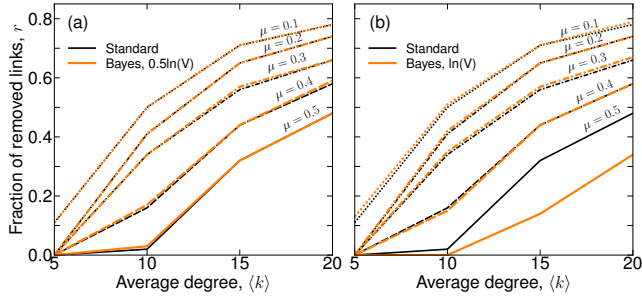 (a)
Standard
Bayes, 0.5ln(V)
μ = 0.1
μ = 0.2
μ = 0.3
μ = 0.4
μ = 0.5
Fraction of removed links, r
0.8
0.6
0.4
0.2
0.0
5 10 15 20
Average degree, ⟨k⟩
(b)
Standard
Bayes, ln(V)
μ = 0.1
μ = 0.2
μ = 0.3
μ = 0.4
μ = 0.5
5 10 15 20
Average degree, ⟨k⟩